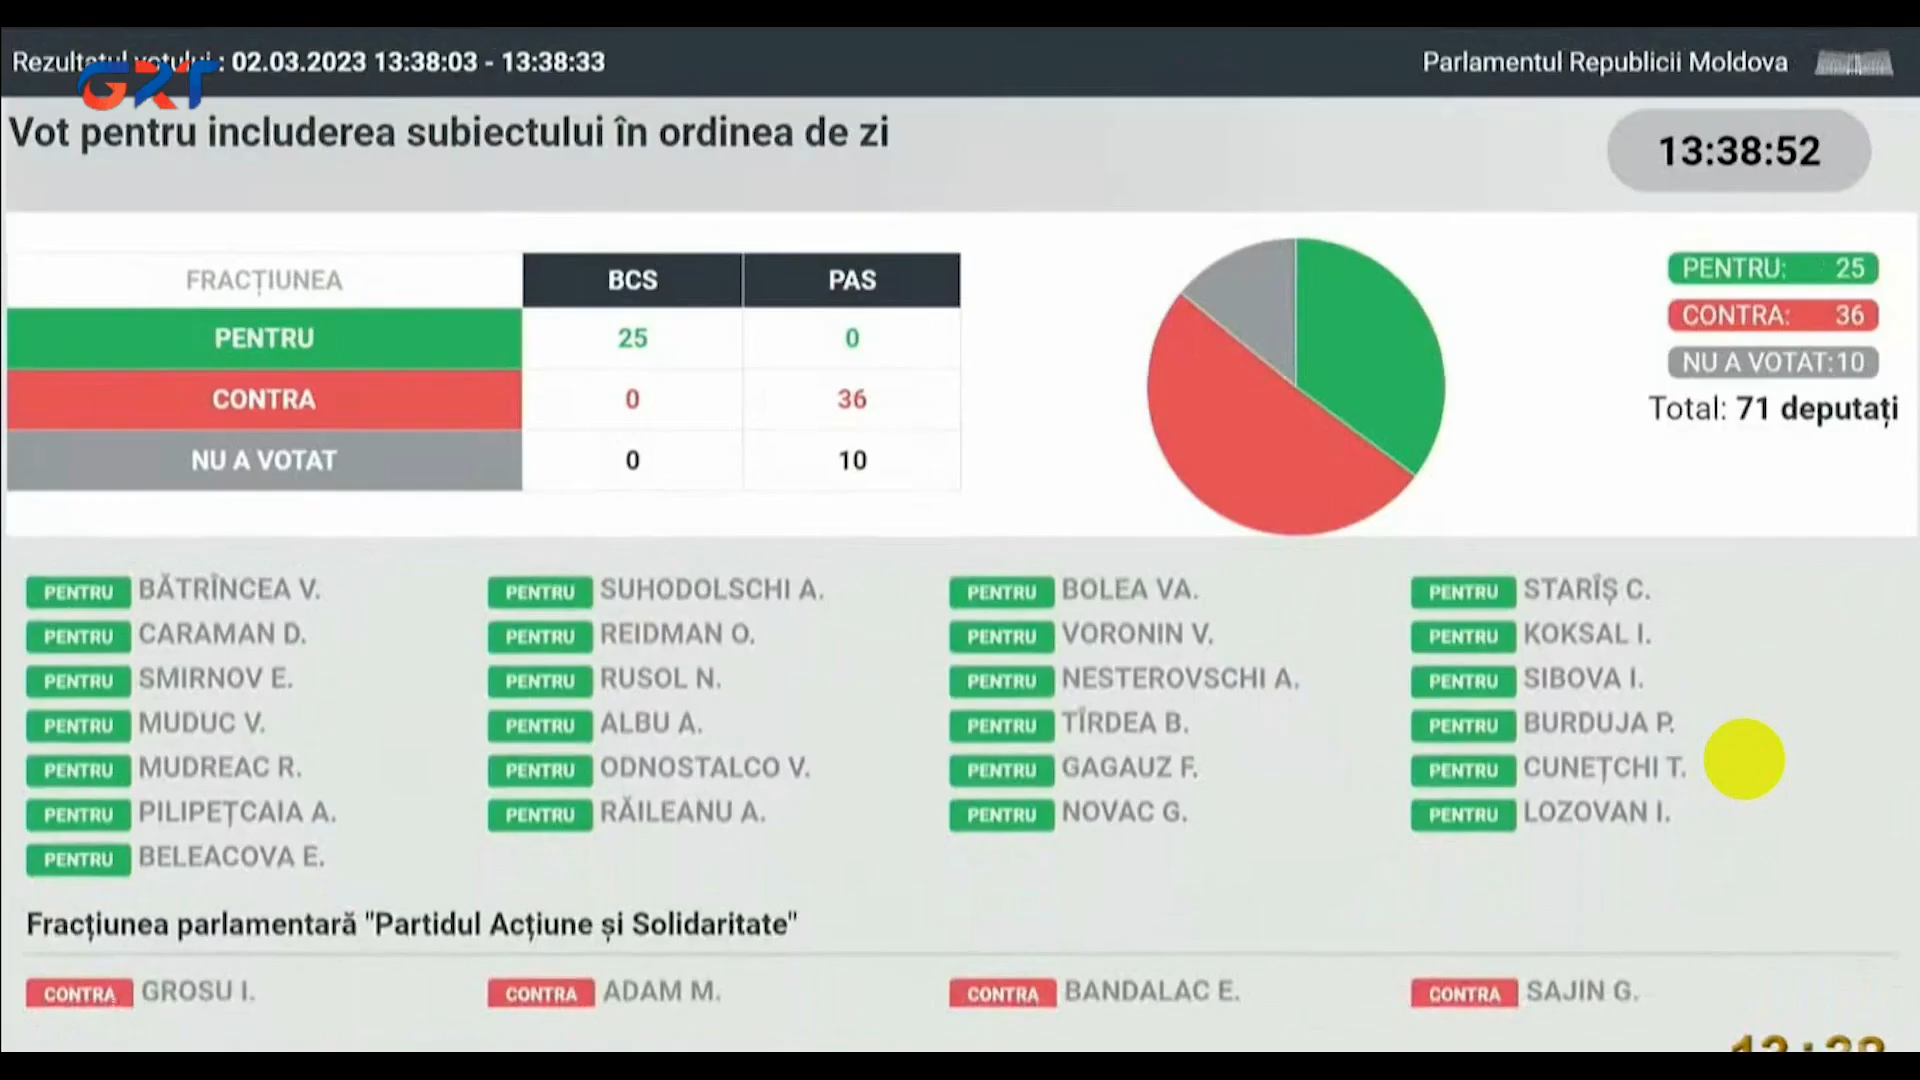 Rezultatul votului : 02.03.2023 13:38:03 - 13:38:33
Parlamentul Republicii Moldova
GRT
Vot pentru includerea subiectului în ordinea de zi
13:38:52
FRACȚIUNEA BCS PAS
PENTRU 25 0
CONTRA 0 36
NU A VOTAT 0 10
PENTRU: 25
CONTRA: 36
NU A VOTAT:10
Total: 71 deputați
PENTRU BĂTRÎNCEA V. PENTRU SUHODOLSCHI A. PENTRU BOLEA VA. PENTRU STARÎȘ C.
PENTRU CARAMAN D. PENTRU REIDMAN O. PENTRU VORONIN V. PENTRU KOKSAL I.
PENTRU SMIRNOV E. PENTRU RUSOL N. PENTRU NESTEROVSCHI A. PENTRU SIBOVA I.
PENTRU MUDUC V. PENTRU ALBU A. PENTRU TÎRDEA B. PENTRU BURDUJA P.
PENTRU MUDREAC R. PENTRU ODNOSTALCO V. PENTRU GAGAUZ F. PENTRU CUNEȚCHI T.
PENTRU PILIPEȚCAIA A. PENTRU RĂILEANU A. PENTRU NOVAC G. PENTRU LOZOVAN I.
PENTRU BELEACOVA E.
Fracțiunea parlamentară "Partidul Acțiune și Solidaritate"
CONTRA GROSU I. CONTRA ADAM M. CONTRA BANDALAC E. CONTRA SAJIN G.